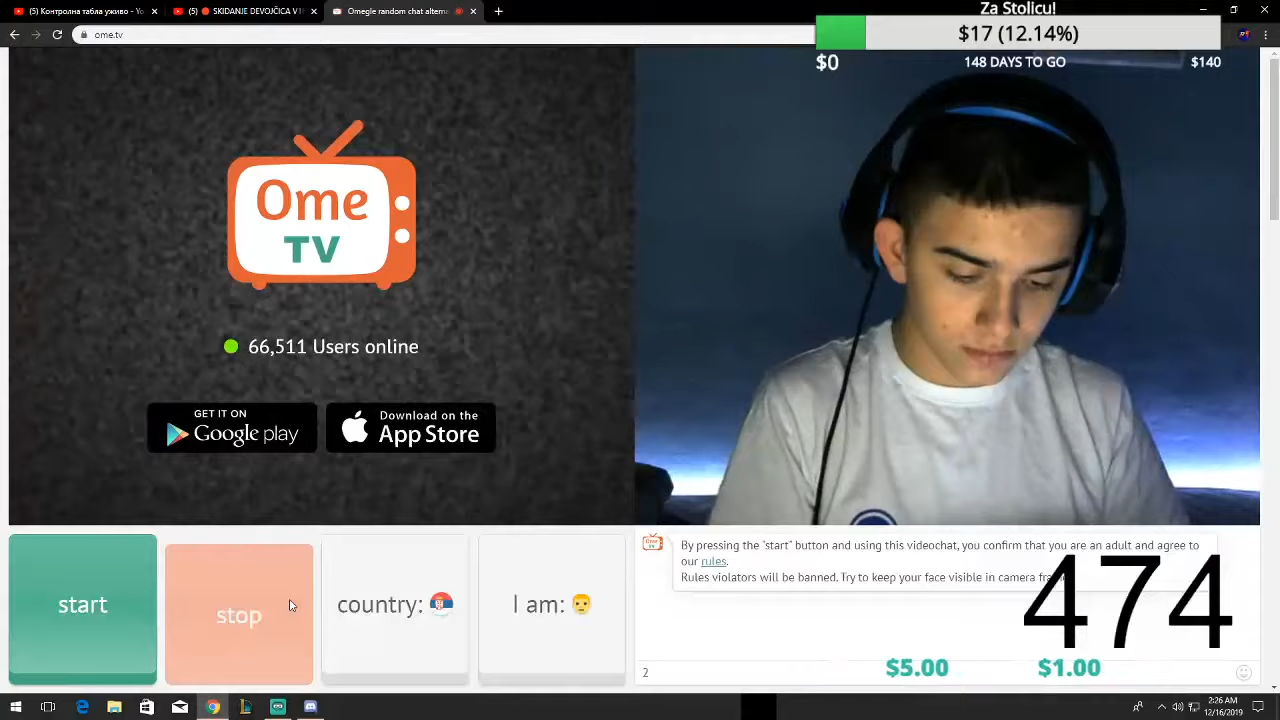 (5) Контролна табла уживо - Yo
(5) 🔴 SKIDANJE DEVOJČICA V1
Omegle random chat alterna
ome.tv
Za Stolicu!
$17 (12.14%)
$0
148 DAYS TO GO
$140
Ome
TV
66,511 Users online
GET IT ON
Google play
Download on the
App Store
start
stop
country:
I am:
Ome
TV
By pressing the "start" button and using this videochat, you confirm that you are an adult and agree to
our rules.
Rules violators will be banned. Try to keep your face visible in camera
474
2
$5.00
$1.00
2:26 AM
12/16/2019